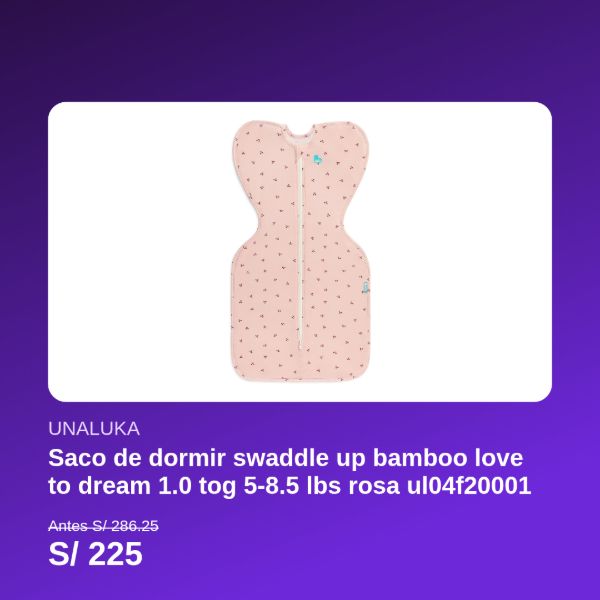 UNALUKA
Saco de dormir swaddle up bamboo love
to dream 1.0 tog 5-8.5 lbs rosa ul04f20001
Antes S/ 286.25
S/ 225